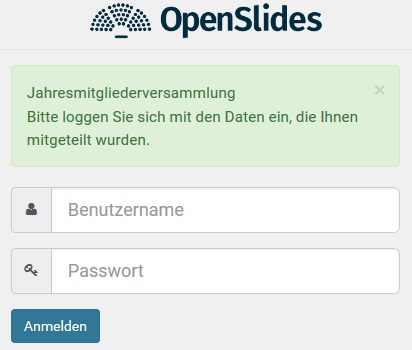 OpenSlides
Jahresmitgliederversammlung ×
Bitte loggen Sie sich mit den Daten ein, die Ihnen
mitgeteilt wurden.
Benutzername
Passwort
Anmelden